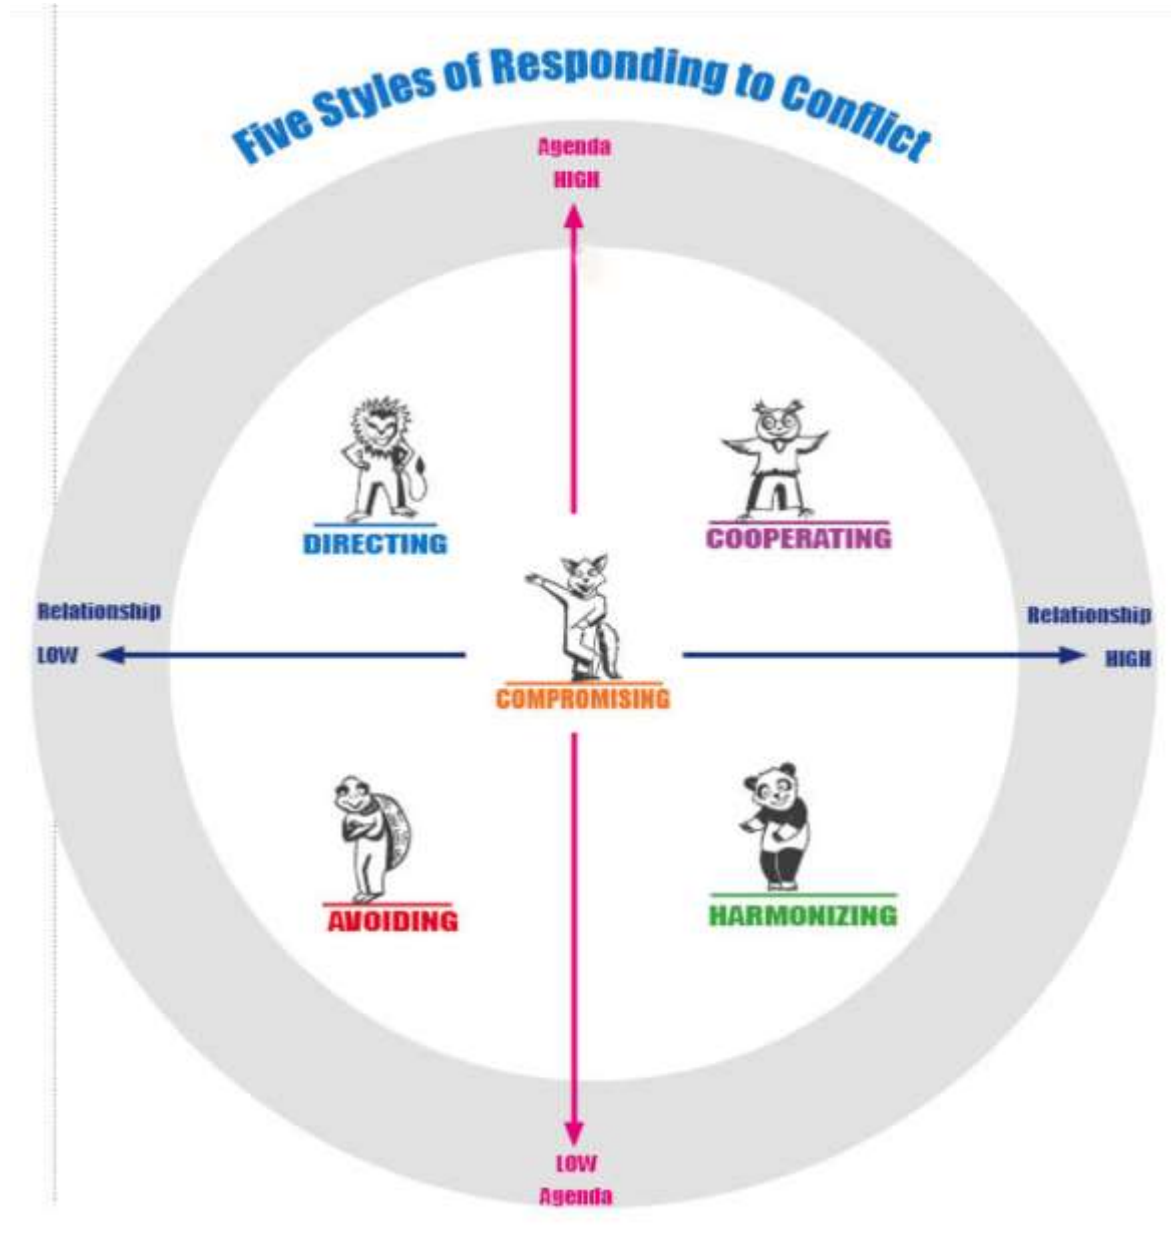 Five Styles of Responding to Conflict
Agenda
HIGH
DIRECTING
COOPERATING
Relationship
LOW
Relationship
HIGH
COMPROMISING
AVOIDING
HARMONIZING
LOW
Agenda